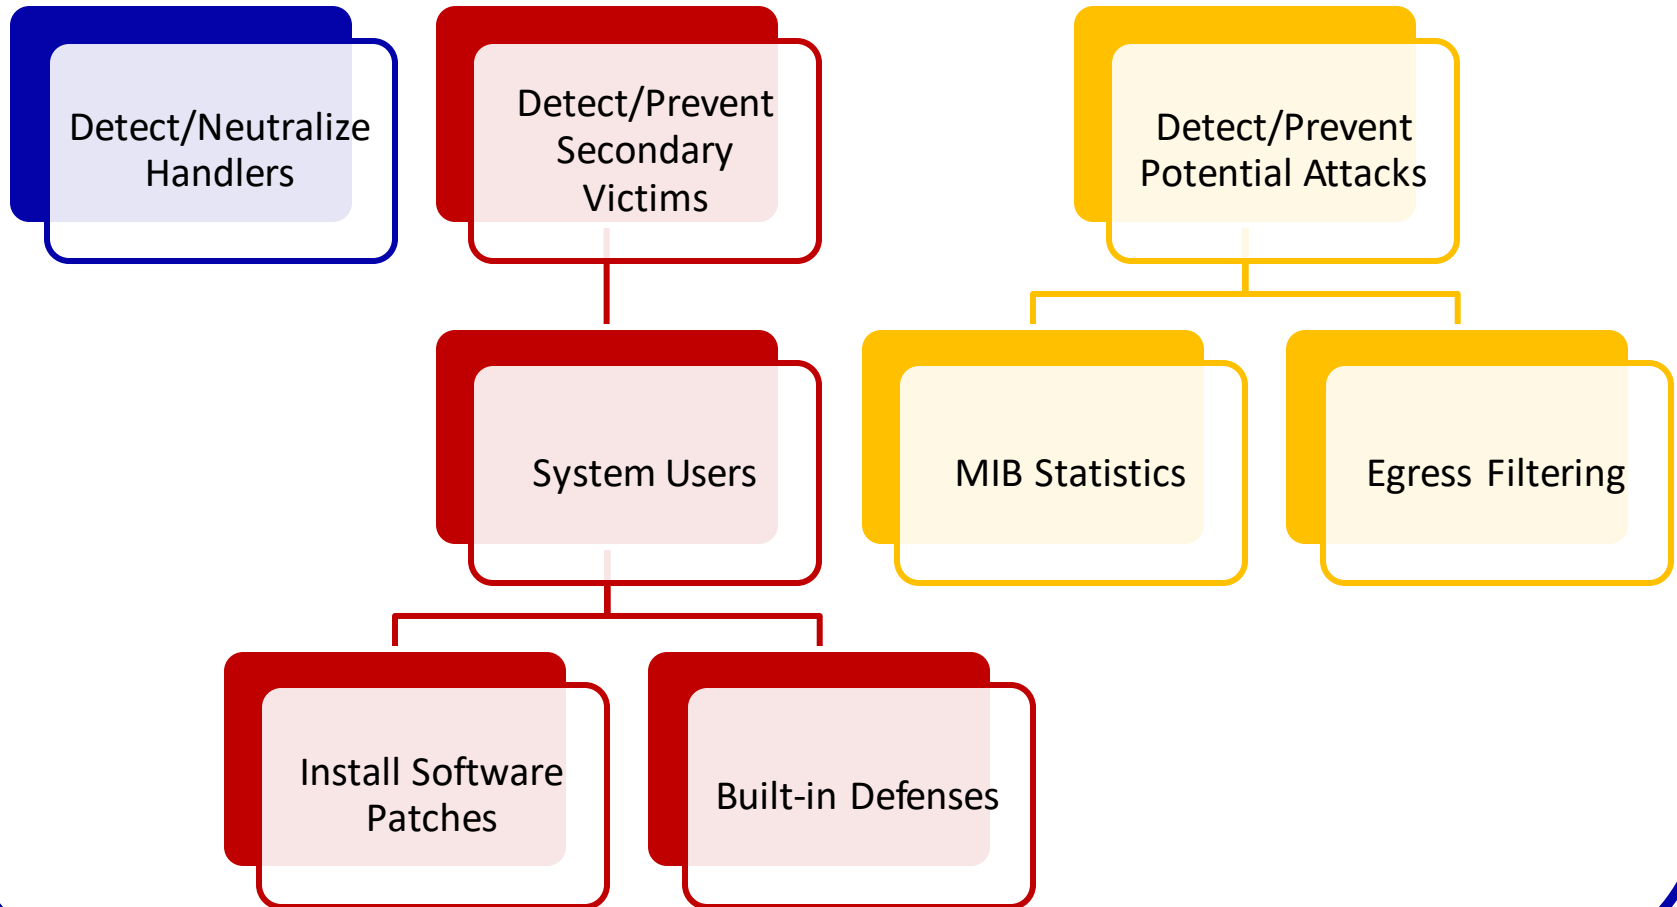 Detect/Neutralize
Handlers
Detect/Prevent
Secondary
Victims
Detect/Prevent
Potential Attacks
System Users
MIB Statistics
Egress Filtering
Install Software
Patches
Built-in Defenses